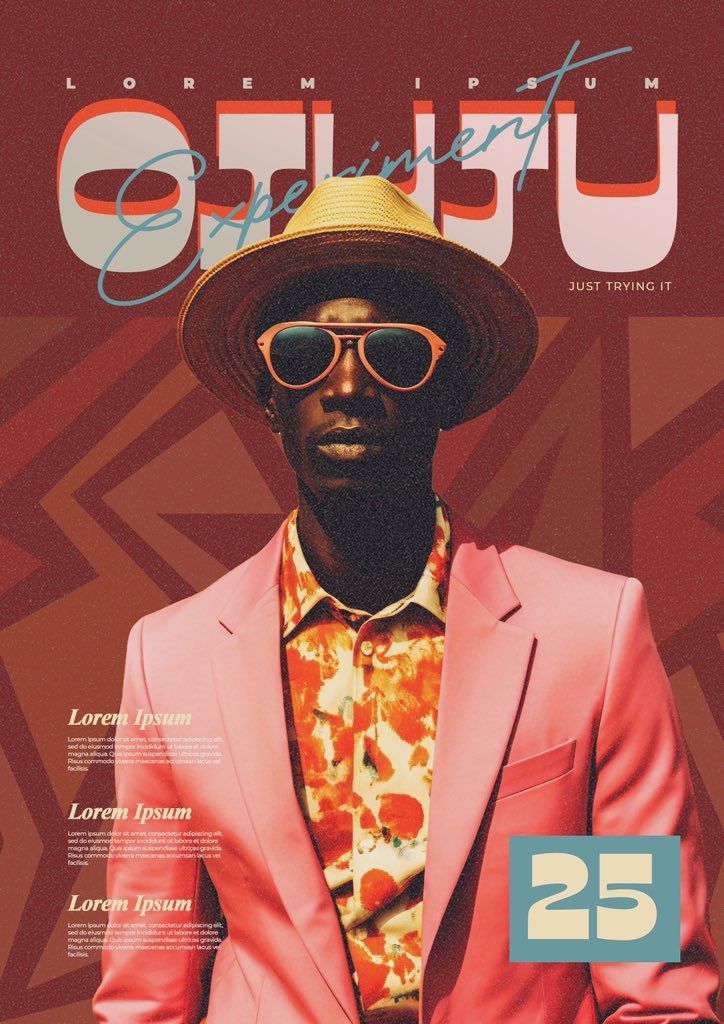 LOREM IPSUM
OJUJU
Experiment
JUST TRYING IT
Lorem Ipsum
Lorem ipsum dolor sit amet, consectetur adipiscing elit,
sed do eiusmod tempor incididunt ut labore et dolore
magna aliqua. Quis ipsum suspendisse ultrices gravida.
Risus commodo viverra maecenas accumsan lacus vel
facilisis.
Lorem Ipsum
Lorem ipsum dolor sit amet, consectetur adipiscing elit,
sed do eiusmod tempor incididunt ut labore et dolore
magna aliqua. Quis ipsum suspendisse ultrices gravida.
Risus commodo viverra maecenas accumsan lacus vel
facilisis.
Lorem Ipsum
Lorem ipsum dolor sit amet, consectetur adipiscing elit,
sed do eiusmod tempor incididunt ut labore et dolore
magna aliqua. Quis ipsum suspendisse ultrices gravida.
Risus commodo viverra maecenas accumsan lacus vel
facilisis.
25